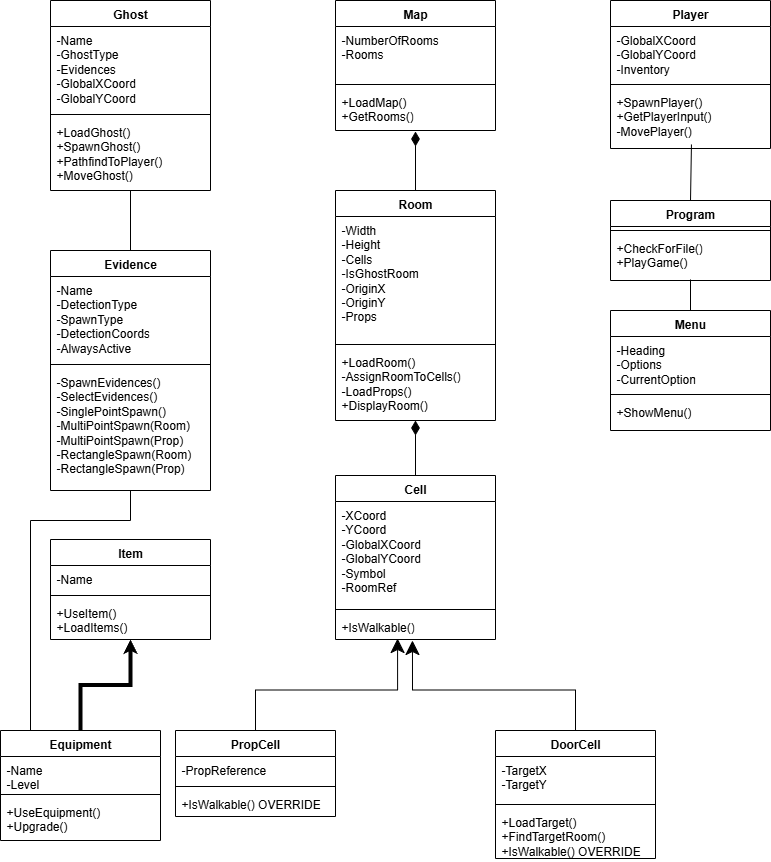 Ghost
-Name
-GhostType
-Evidences
-GlobalXCoord
-GlobalYCoord
+LoadGhost()
+SpawnGhost()
+PathfindToPlayer()
+MoveGhost()
Map
-NumberOfRooms
-Rooms
+LoadMap()
+GetRooms()
Player
-GlobalXCoord
-GlobalYCoord
-Inventory
+SpawnPlayer()
+GetPlayerInput()
-MovePlayer()
Room
-Width
-Height
-Cells
-IsGhostRoom
-OriginX
-OriginY
-Props
+LoadRoom()
-AssignRoomToCells()
-LoadProps()
+DisplayRoom()
Program
+CheckForFile()
+PlayGame()
Evidence
-Name
-DetectionType
-SpawnType
-DetectionCoords
-AlwaysActive
-SpawnEvidences()
-SelectEvidences()
-SinglePointSpawn()
-MultiPointSpawn(Room)
-MultiPointSpawn(Prop)
-RectangleSpawn(Room)
-RectangleSpawn(Prop)
Menu
-Heading
-Options
-CurrentOption
+ShowMenu()
Cell
-XCoord
-YCoord
-GlobalXCoord
-GlobalYCoord
-Symbol
-RoomRef
+IsWalkable()
Item
-Name
+UseItem()
+LoadItems()
Equipment
-Name
-Level
+UseEquipment()
+Upgrade()
PropCell
-PropReference
+IsWalkable() OVERRIDE
DoorCell
-TargetX
-TargetY
+LoadTarget()
+FindTargetRoom()
+IsWalkable() OVERRIDE